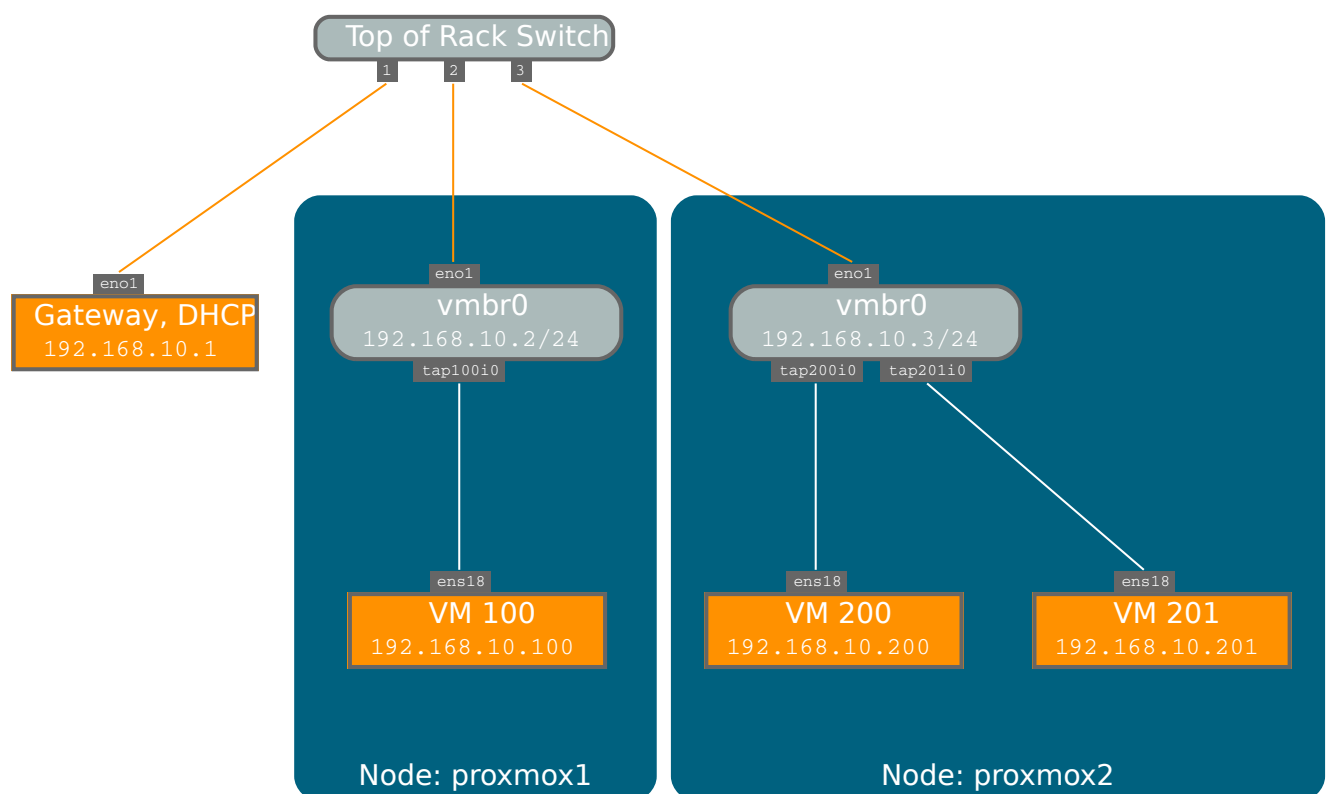 Top of Rack Switch
1
2
3
eno1
Gateway, DHCP
192.168.10.1
eno1
vmbr0
192.168.10.2/24
tap100i0
ens18
VM 100
192.168.10.100
Node: proxmox1
eno1
vmbr0
192.168.10.3/24
tap200i0
tap201i0
ens18
VM 200
192.168.10.200
ens18
VM 201
192.168.10.201
Node: proxmox2